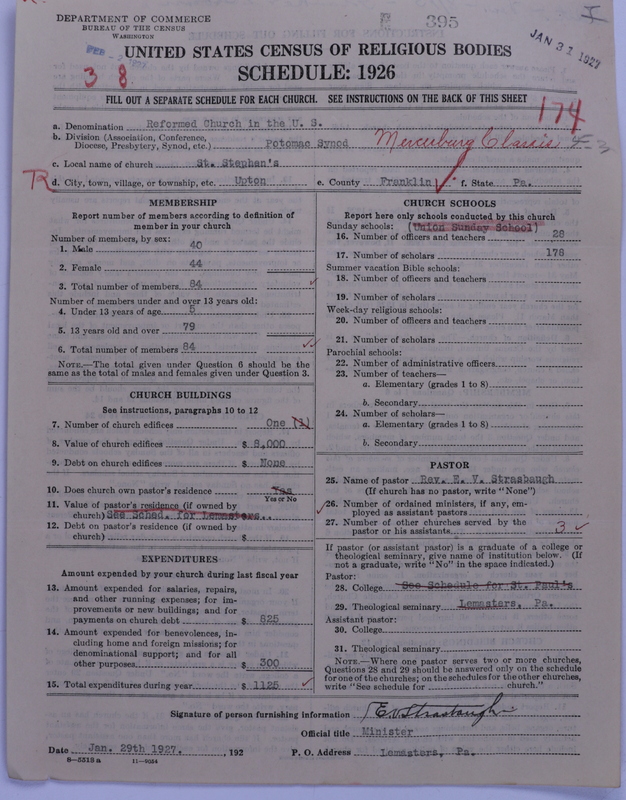 DEPARTMENT OF COMMERCE
BUREAU OF THE CENSUS
WASHINGTON
395
I
JAN 31 1927
FEB
3 8
UNITED STATES CENSUS OF RELIGIOUS BODIES
SCHEDULE: 1926
FILL OUT A SEPARATE SCHEDULE FOR EACH CHURCH. SEE INSTRUCTIONS ON THE BACK OF THIS SHEET
174
a. Denomination Reformed Church in the U. S.
b. Division (Association, Conference,
Diocese, Presbytery, Synod, etc.) Potomac Synod Mercersburg Classis
c. Local name of church St. Stephen's
R d. City, town, village, or township, etc. Upton e. County Franklin f. State Pa.
MEMBERSHIP
Report number of members according to definition of
member in your church
Number of members, by sex:
1. Male 40
2. Female 44
3. Total number of members 84
Number of members under and over 13 years old:
4. Under 13 years of age 5
5. 13 years old and over 79
6. Total number of members 84
NOTE.—The total given under Question 6 should be the
same as the total of males and females given under Question 3.
CHURCH BUILDINGS
See instructions, paragraphs 10 to 12
7. Number of church edifices One (1)
8. Value of church edifices $ 8,000
9. Debt on church edifices $ None
10. Does church own pastor's residence Yes
Yes or No
11. Value of pastor's residence (if owned by
church) See Sched. for Lemasters.
12. Debt on pastor's residence (if owned by
church) $
EXPENDITURES
Amount expended by your church during last fiscal year
13. Amount expended for salaries, repairs,
and other running expenses; for im-
provements or new buildings; and for
payments on church debt $ 825
14. Amount expended for benevolences, in-
cluding home and foreign missions; for
denominational support; and for all
other purposes $ 300
15. Total expenditures during year $ 1125
CHURCH SCHOOLS
Report here only schools conducted by this church
Sunday schools: (Union Sunday School)
16. Number of officers and teachers 28
17. Number of scholars 178
Summer vacation Bible schools:
18. Number of officers and teachers
19. Number of scholars
Week-day religious schools:
20. Number of officers and teachers
21. Number of scholars
Parochial schools:
22. Number of administrative officers
23. Number of teachers—
a. Elementary (grades 1 to 8)
b. Secondary
24. Number of scholars—
a. Elementary (grades 1 to 8)
b. Secondary
PASTOR
25. Name of pastor Rev. E. V. Strasbaugh
(If church has no pastor, write "None")
26. Number of ordained ministers, if any, em-
ployed as assistant pastors
27. Number of other churches served by the
pastor or his assistants 3
If pastor (or assistant pastor) is a graduate of a college or
theological seminary, give name of institution below. (If
not a graduate, write "No" in the space indicated.)
Pastor:
28. College See Schedule for St. Paul's
29. Theological seminary Lemasters, Pa.
Assistant pastor:
30. College
31. Theological seminary
NOTE.—Where one pastor serves two or more churches,
Questions 28 and 29 should be answered only on the schedule
for one of the churches; on the schedules for the other churches,
write "See schedule for church."
Signature of person furnishing information E V Strasbaugh
Official title Minister
Date Jan. 29th 1927. , 192 P. O. Address Lemasters, Pa.
8—5513 a 11—9054